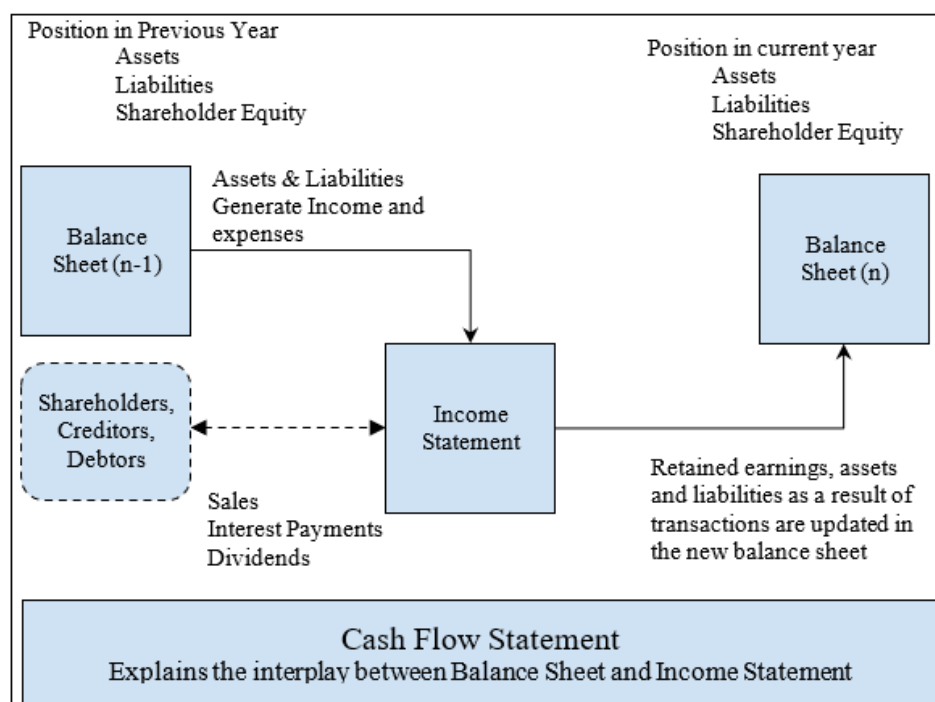 Position in Previous Year
Assets
Liabilities
Shareholder Equity
Position in current year
Assets
Liabilities
Shareholder Equity
Balance
Sheet (n-1)
Assets & Liabilities
Generate Income and
expenses
Balance
Sheet (n)
Shareholders,
Creditors,
Debtors
Income
Statement
Sales
Interest Payments
Dividends
Retained earnings, assets
and liabilities as a result of
transactions are updated in
the new balance sheet
Cash Flow Statement
Explains the interplay between Balance Sheet and Income Statement